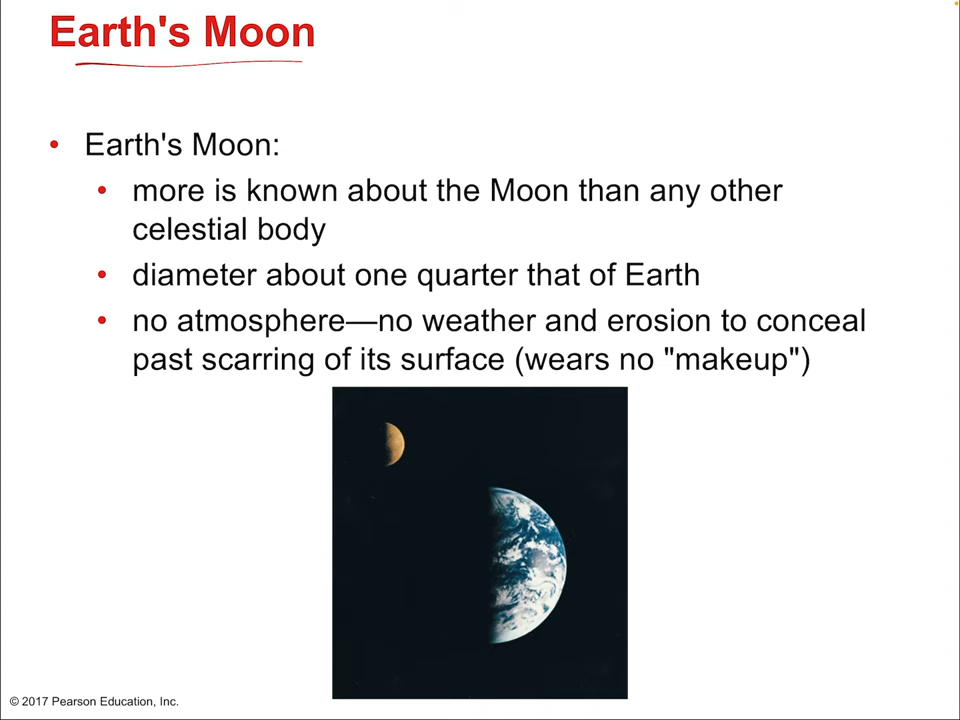 Earth's Moon
• Earth's Moon:
• more is known about the Moon than any other
celestial body
• diameter about one quarter that of Earth
• no atmosphere—no weather and erosion to conceal
past scarring of its surface (wears no "makeup")
© 2017 Pearson Education, Inc.